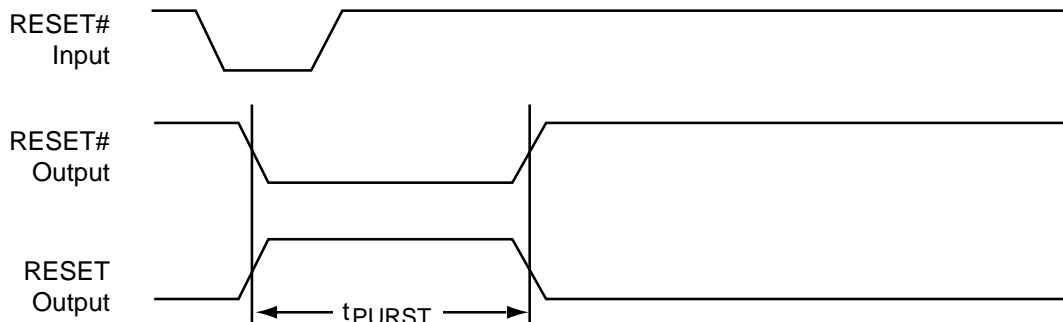 RESET#
Input
RESET#
Output
RESET
Output
tPURST